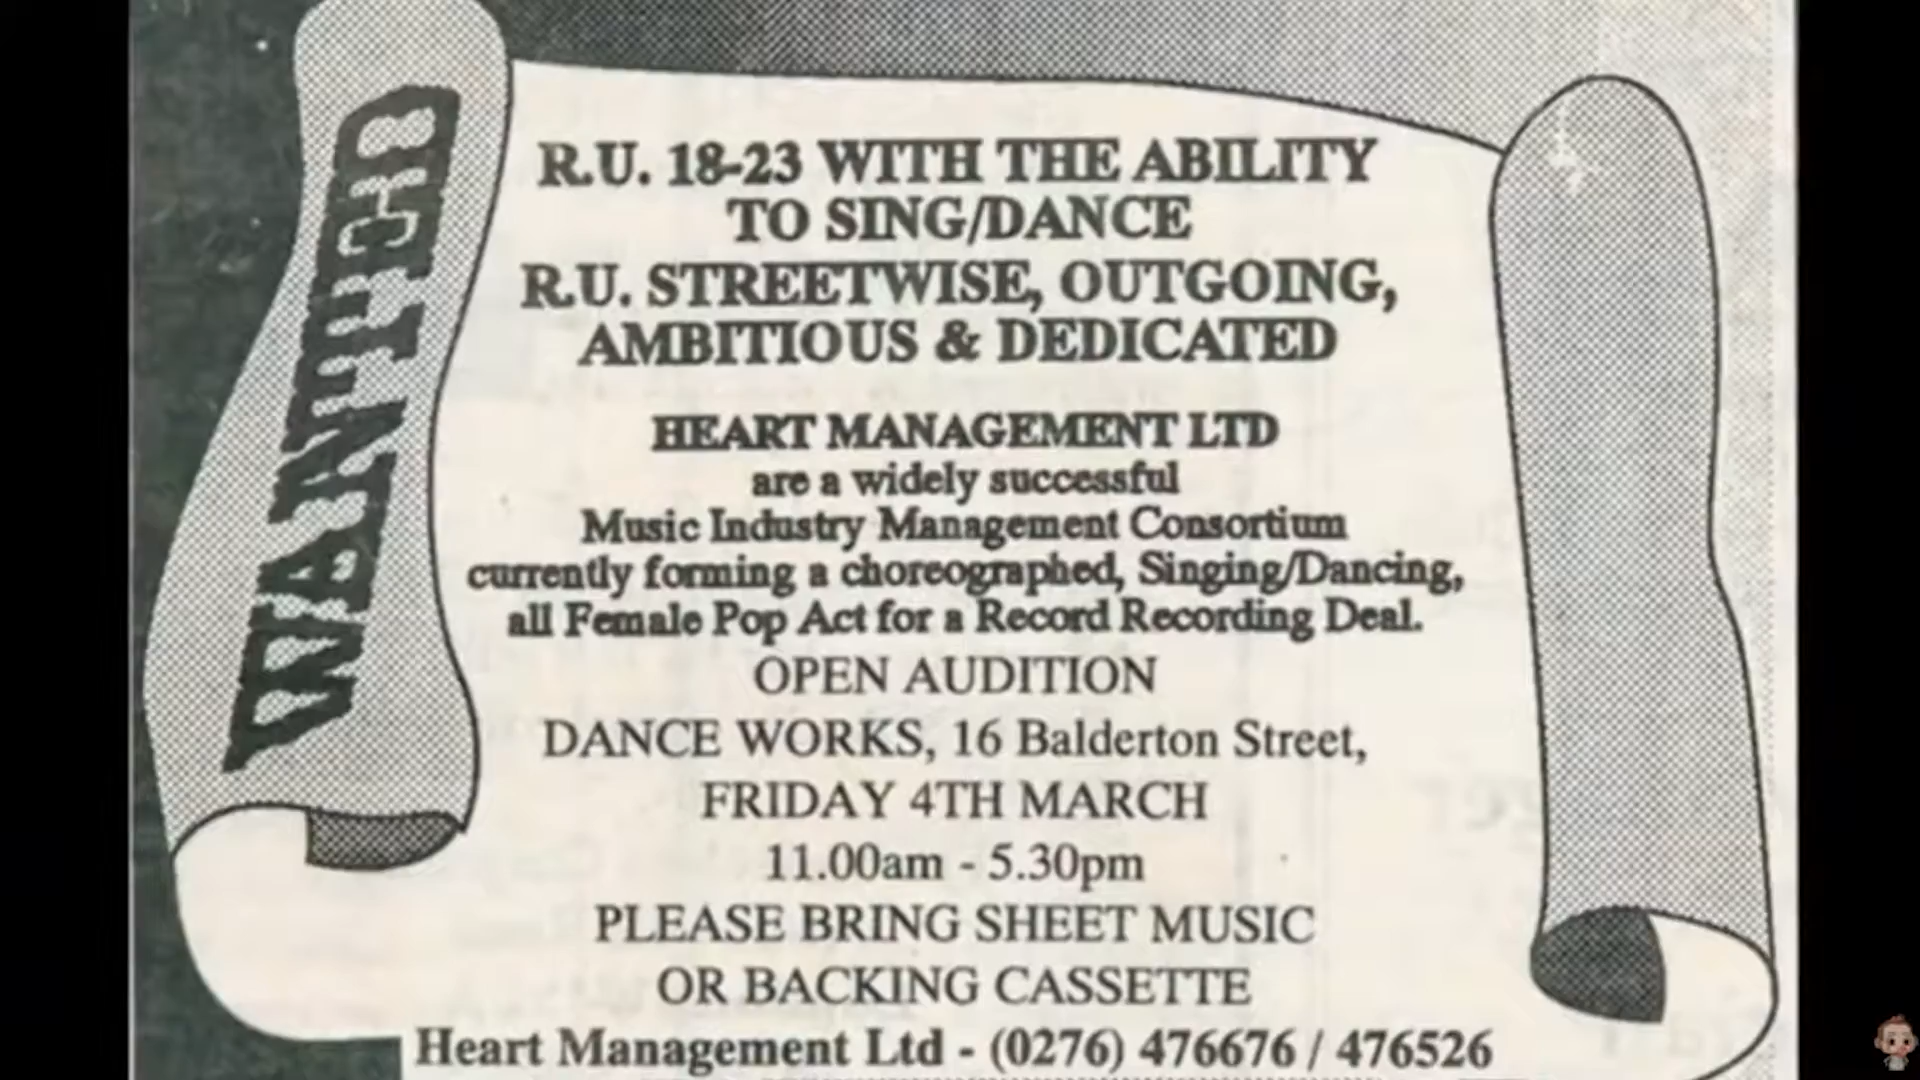 WANTED
R.U. 18-23 WITH THE ABILITY
TO SING/DANCE
R.U. STREETWISE, OUTGOING,
AMBITIOUS & DEDICATED
HEART MANAGEMENT LTD
are a widely successful
Music Industry Management Consortium
currently forming a choreographed, Singing/Dancing,
all Female Pop Act for a Record Recording Deal.
OPEN AUDITION
DANCE WORKS, 16 Balderton Street,
FRIDAY 4TH MARCH
11.00am - 5.30pm
PLEASE BRING SHEET MUSIC
OR BACKING CASSETTE
Heart Management Ltd - (0276) 476676 / 476526